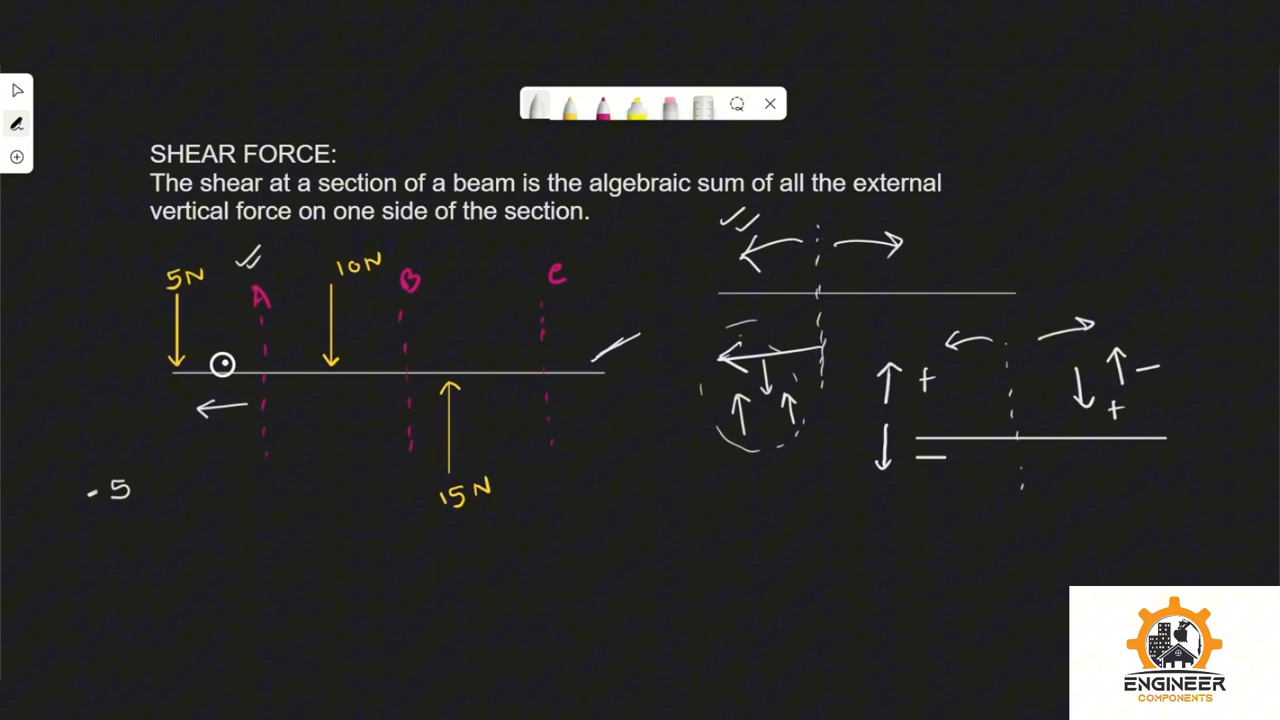 SHEAR FORCE:
The shear at a section of a beam is the algebraic sum of all the external
vertical force on one side of the section.
5N
10N
A
B
C
+
-
+
-
- 5
15N
ENGINEER
COMPONENTS